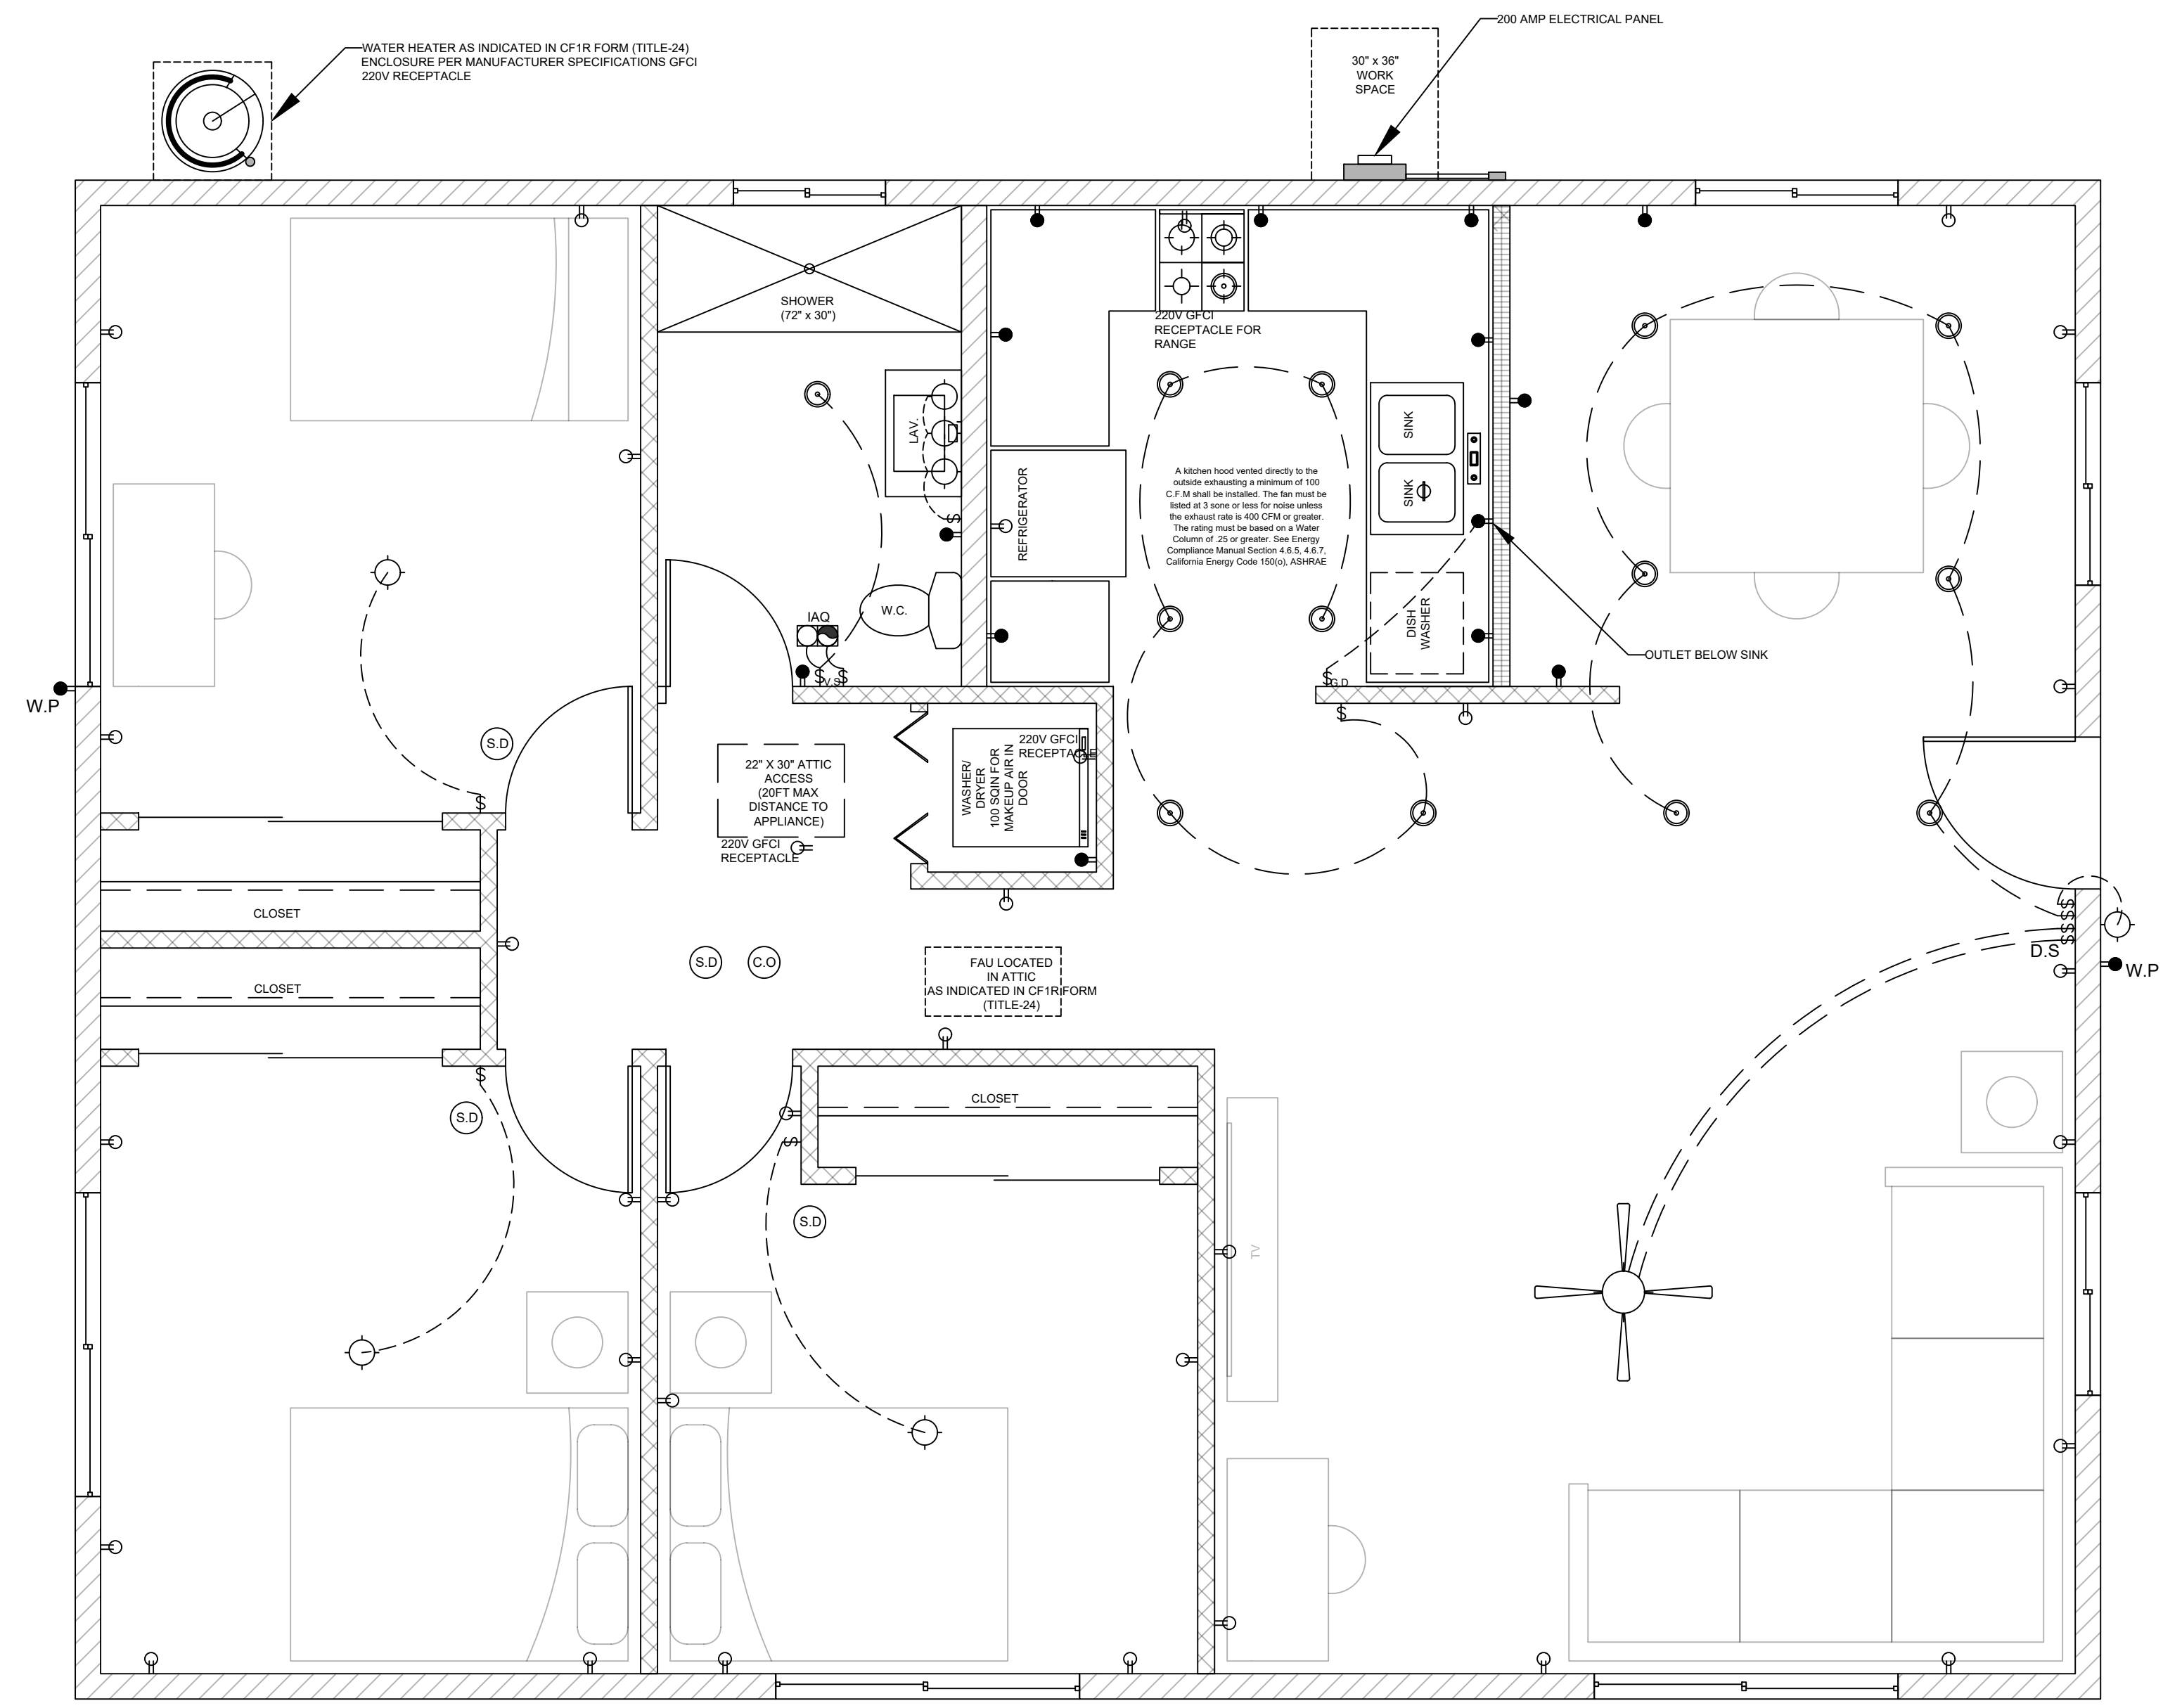 200 AMP ELECTRICAL PANEL
WATER HEATER AS INDICATED IN CF1R FORM (TITLE-24)
ENCLOSURE PER MANUFACTURER SPECIFICATIONS GFCI
220V RECEPTACLE
30" x 36"
WORK
SPACE
SHOWER
(72" x 30")
220V GFCI
RECEPTACLE FOR
RANGE
LAV.
REFRIGERATOR
A kitchen hood vented directly to the
outside exhausting a minimum of 100
C.F.M shall be installed. The fan must be
listed at 3 sone or less for noise unless
the exhaust rate is 400 CFM or greater.
The rating must be based on a Water
Column of .25 or greater. See Energy
Compliance Manual Section 4.6.5, 4.6.7,
California Energy Code 150(o), ASHRAE
SINK
SINK
DISH
WASHER
$
W.C.
IAQ
$
$
V.S
$
G.D
$
OUTLET BELOW SINK
W.P
S.D
$
22" X 30" ATTIC
ACCESS
(20FT MAX
DISTANCE TO
APPLIANCE)
220V GFCI
RECEPTACLE
WASHER/
DRYER
100 SQIN FOR
MAKEUP AIR IN
DOOR
220V GFCI
RECEPTACLE
CLOSET
CLOSET
S.D
C.O
FAU LOCATED
IN ATTIC
AS INDICATED IN CF1R FORM
(TITLE-24)
$
$
$
$
D.S
W.P
$
S.D
CLOSET
$
S.D
TV